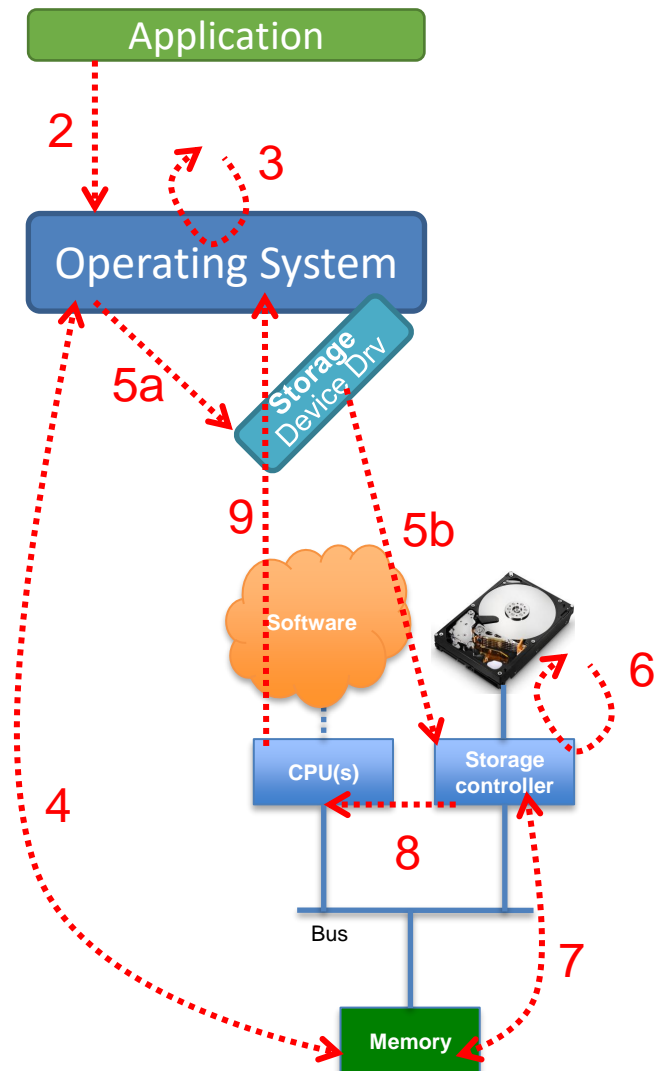 Application
2
3
Operating System
5a
Storage
Device Drv
9
5b
Software
6
CPU(s)
Storage
controller
4
8
Bus
7
Memory